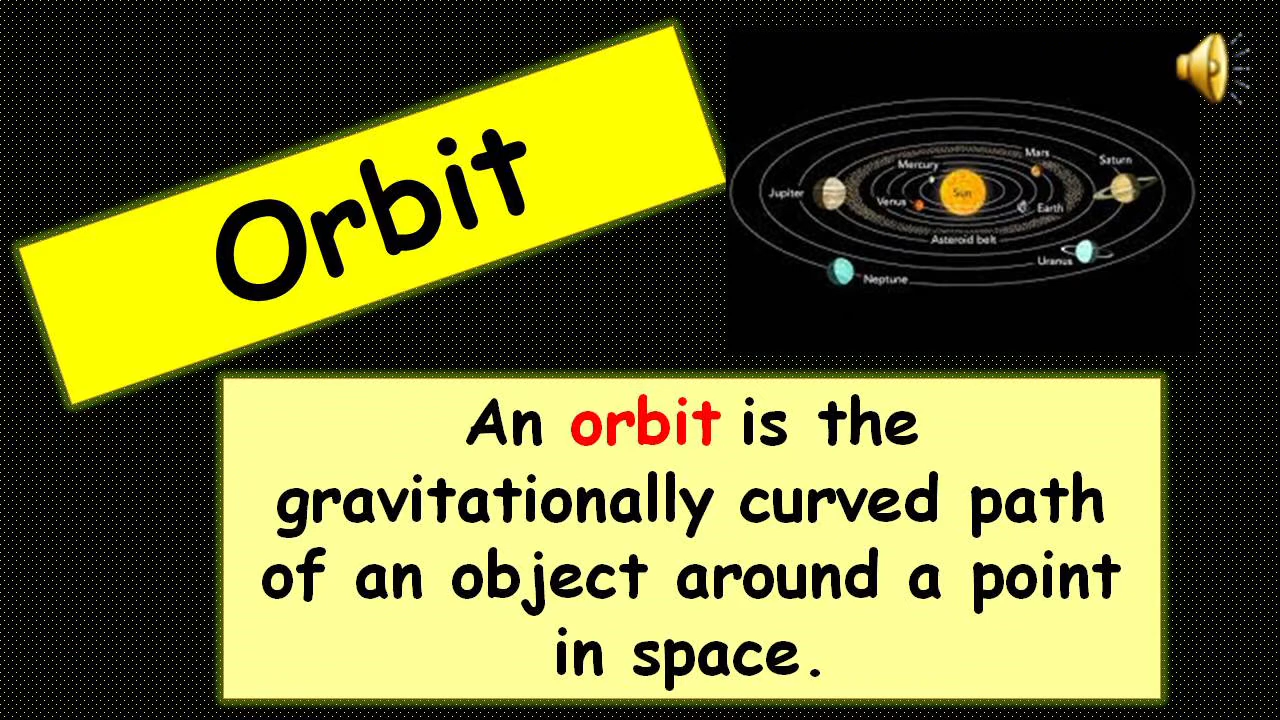 Orbit
Mercury
Mars
Saturn
Jupiter
Sun
Venus
Earth
Asteroid belt
Uranus
Neptune
An orbit is the
gravitationally curved path
of an object around a point
in space.